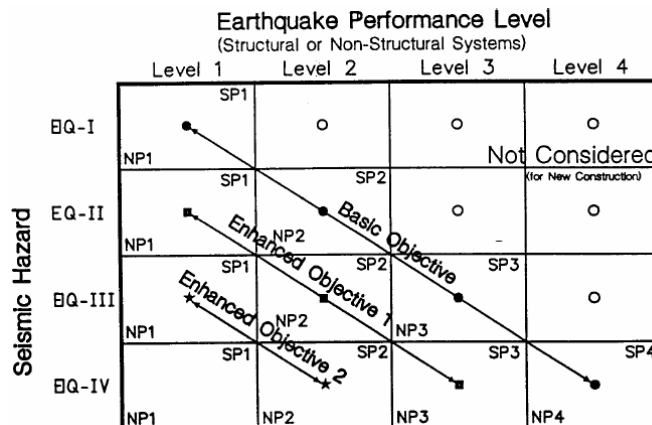 Earthquake Performance Level
(Structural or Non-Structural Systems)
Level 1 Level 2 Level 3 Level 4
Seismic Hazard
EQ-I
SP1
NP1
Not Considered
(for New Construction)
EQ-II
SP1
SP2
NP1
NP2
Basic Objective
EQ-III
SP1
SP2
SP3
NP1
NP2
NP3
Enhanced Objective 1
EQ-IV
SP1
SP2
SP3
SP4
NP1
NP2
NP3
NP4
Enhanced Objective 2